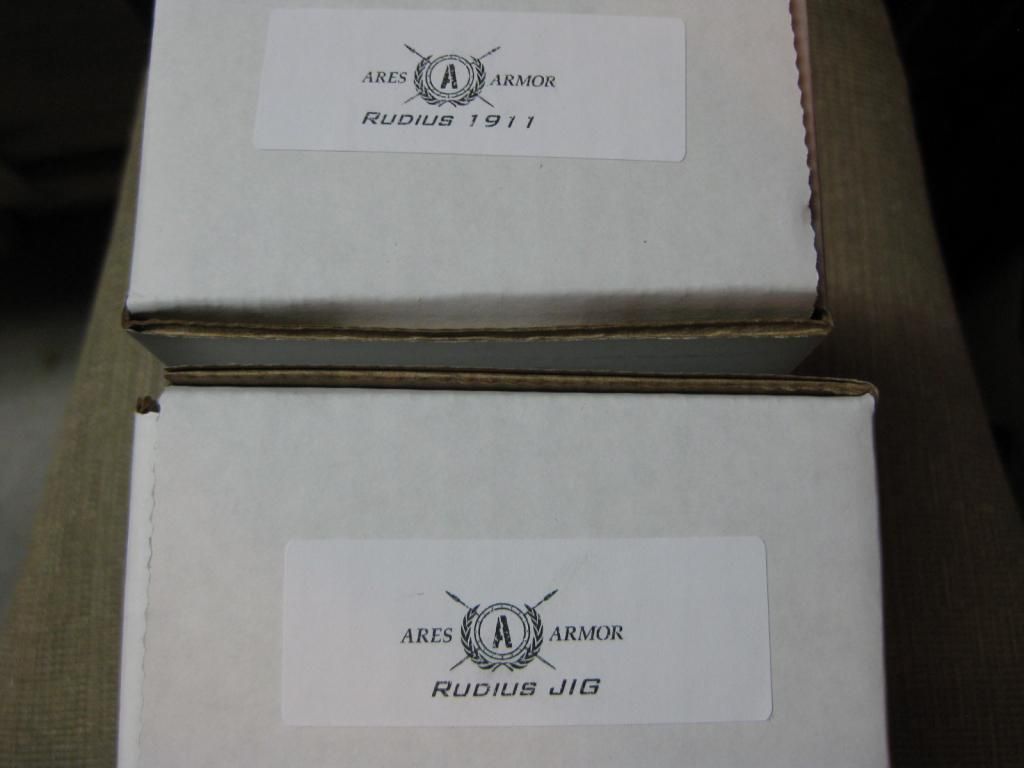 ARES A ARMOR
RUDIUS 1911
ARES A ARMOR
RUDIUS JIG